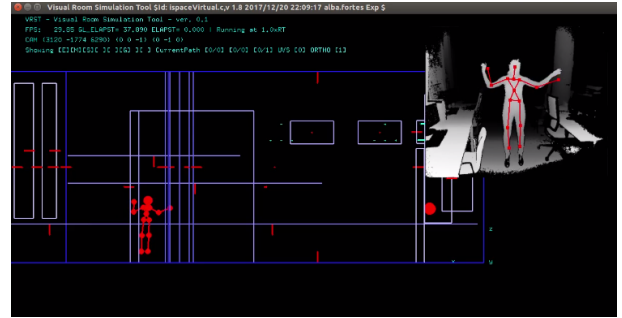 Visual Room Simulation Tool $Id: ispaceVirtual.c,v 1.8 2017/12/20 22:09:17 alba.fortes Exp $
VRST - Visual Room Simulation Tool - ver. 0.1
FPS: 29.85 GL_ELAPST= 37.090 ELAPST= 0.000 | Running at 1.0xRT
CAM (3120 -1774 6290) (0 0 -1) (0 -1 0)
Showing [E][M][S][ ][ ][G][ ][ ] CurrentPath [0/0] [0/0] [0/1] UVS [0] ORTHO [1]
z
x
y